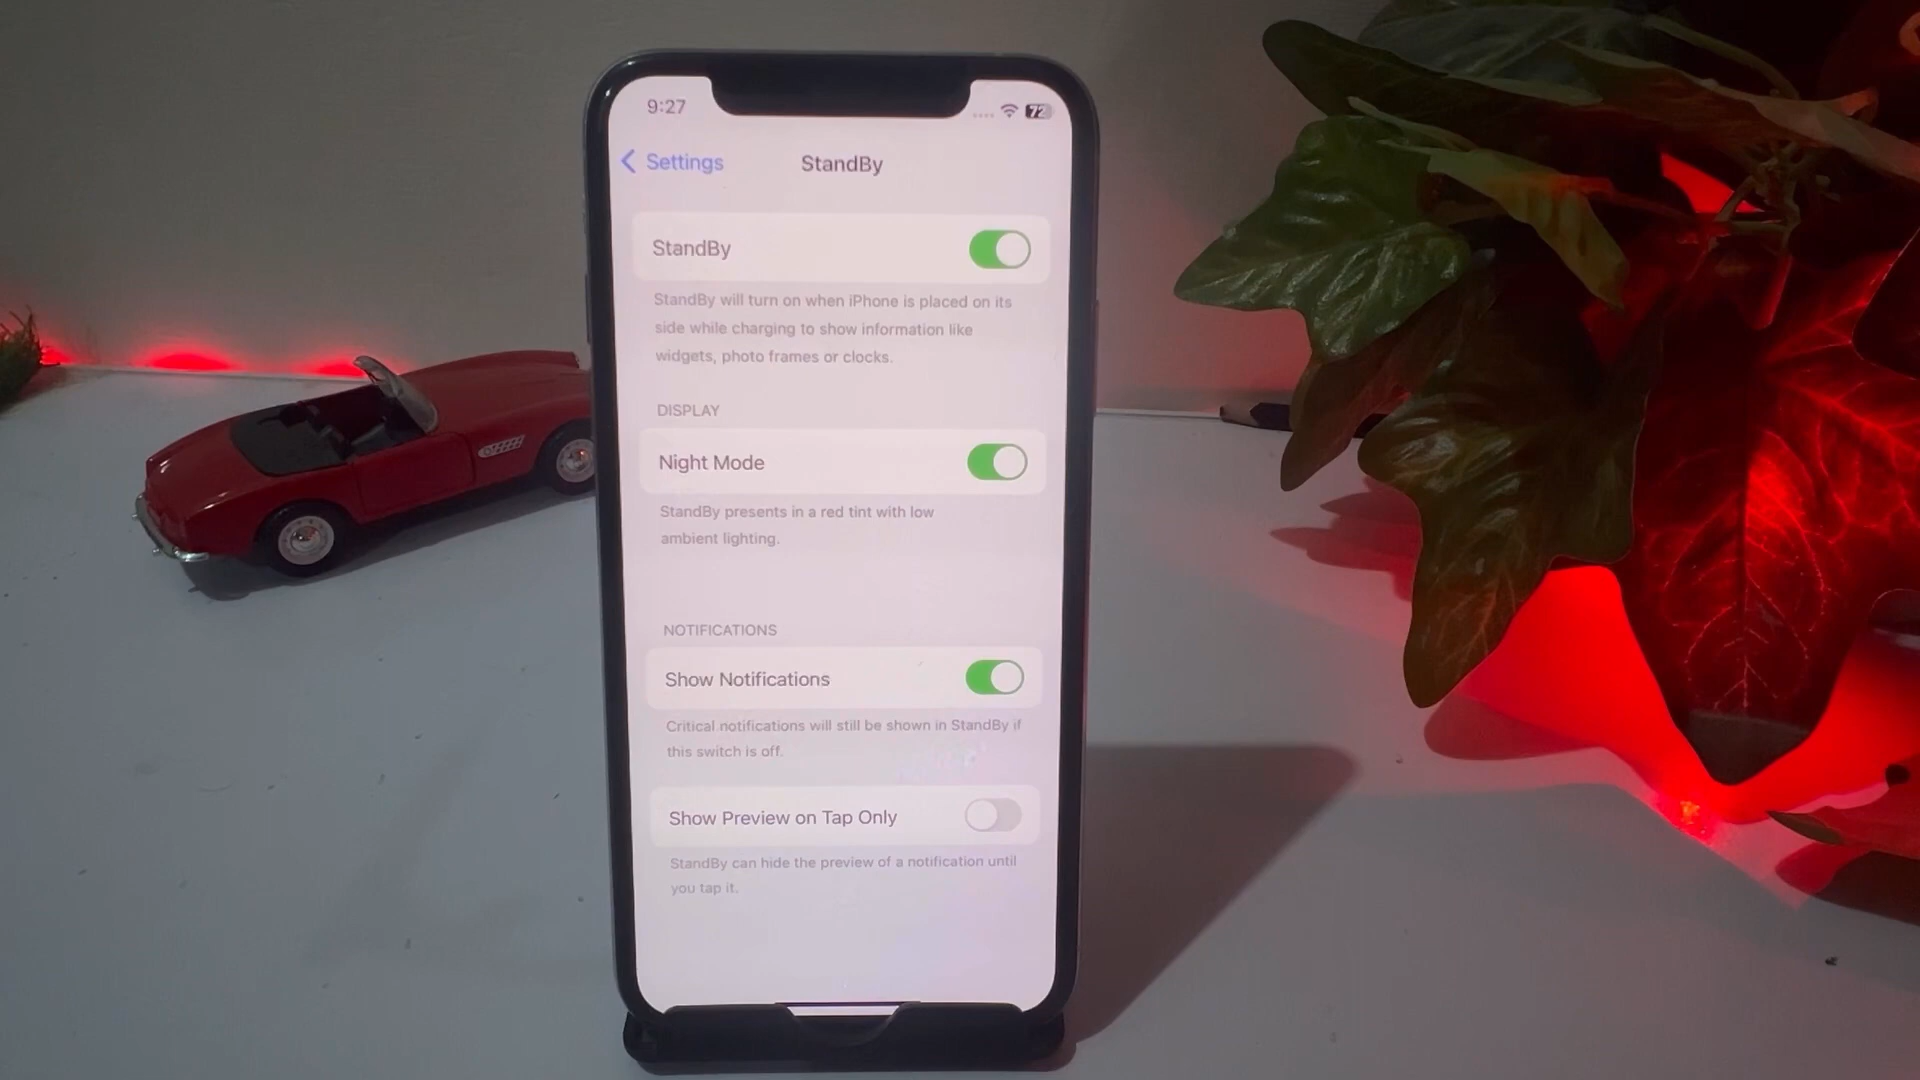 9:27
72
Settings
StandBy
StandBy
StandBy will turn on when iPhone is placed on its
side while charging to show information like
widgets, photo frames or clocks.
DISPLAY
Night Mode
StandBy presents in a red tint with low
ambient lighting.
NOTIFICATIONS
Show Notifications
Critical notifications will still be shown in StandBy if
this switch is off.
Show Preview on Tap Only
StandBy can hide the preview of a notification until
you tap it.